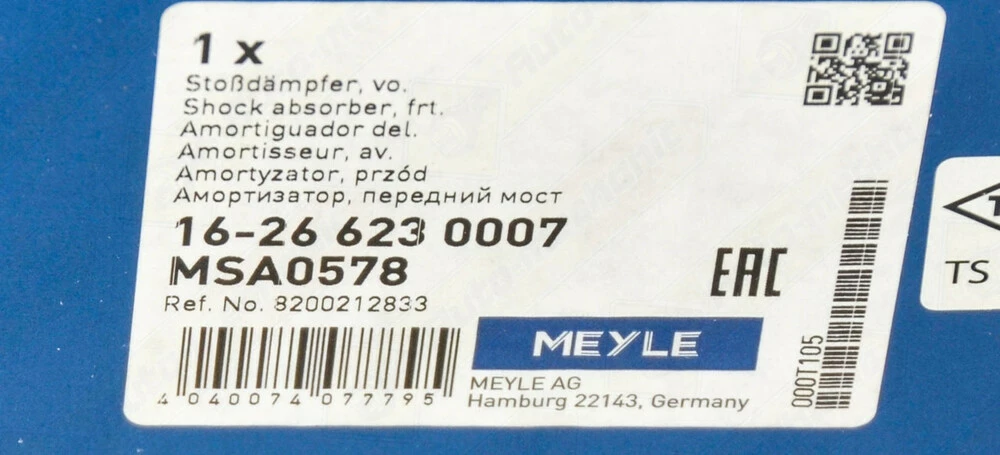 1 x
Stoßdämpfer, vo.
Shock absorber, frt.
Amortiguador del.
Amortisseur, av.
Amortyzator, przód
Амортизатор, передний мост
16-26 623 0007
MSA0578
Ref. No. 8200212833
EAC
MEYLE
MEYLE AG
Hamburg 22143, Germany
4 040074 077795
000T105
TS